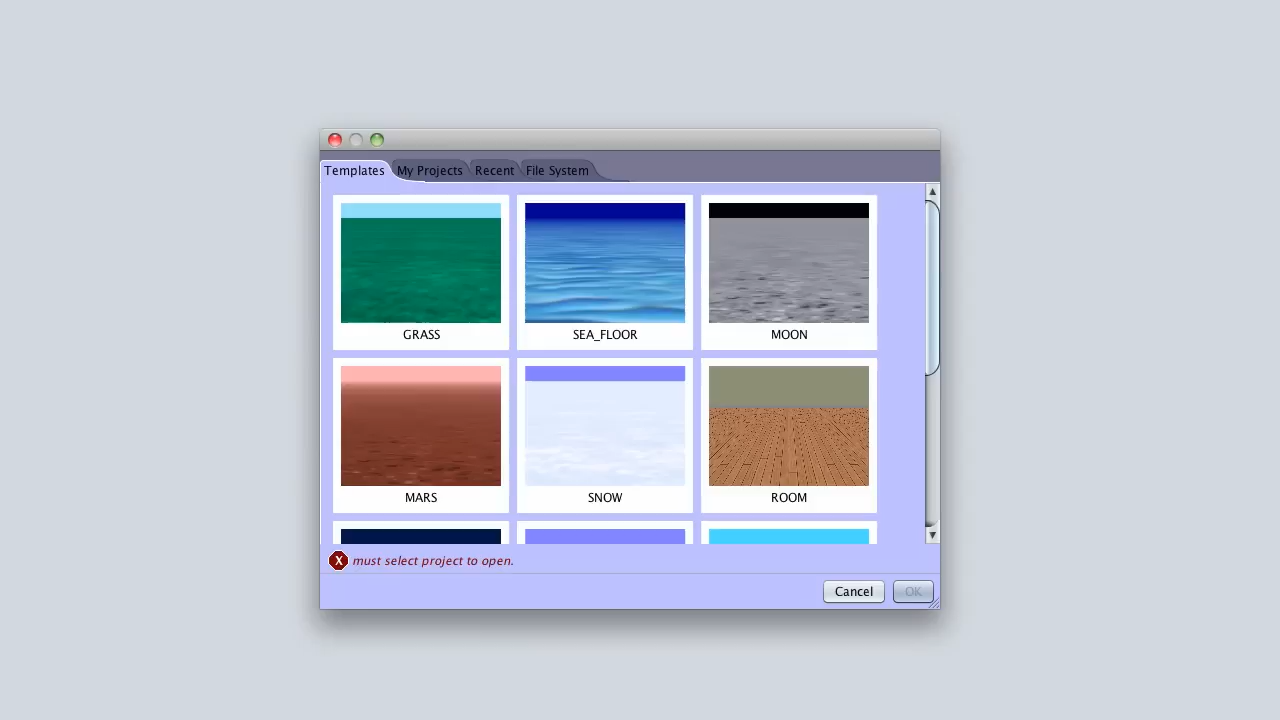 Templates My Projects Recent File System
GRASS SEA_FLOOR MOON
MARS SNOW ROOM
X must select project to open.
Cancel OK